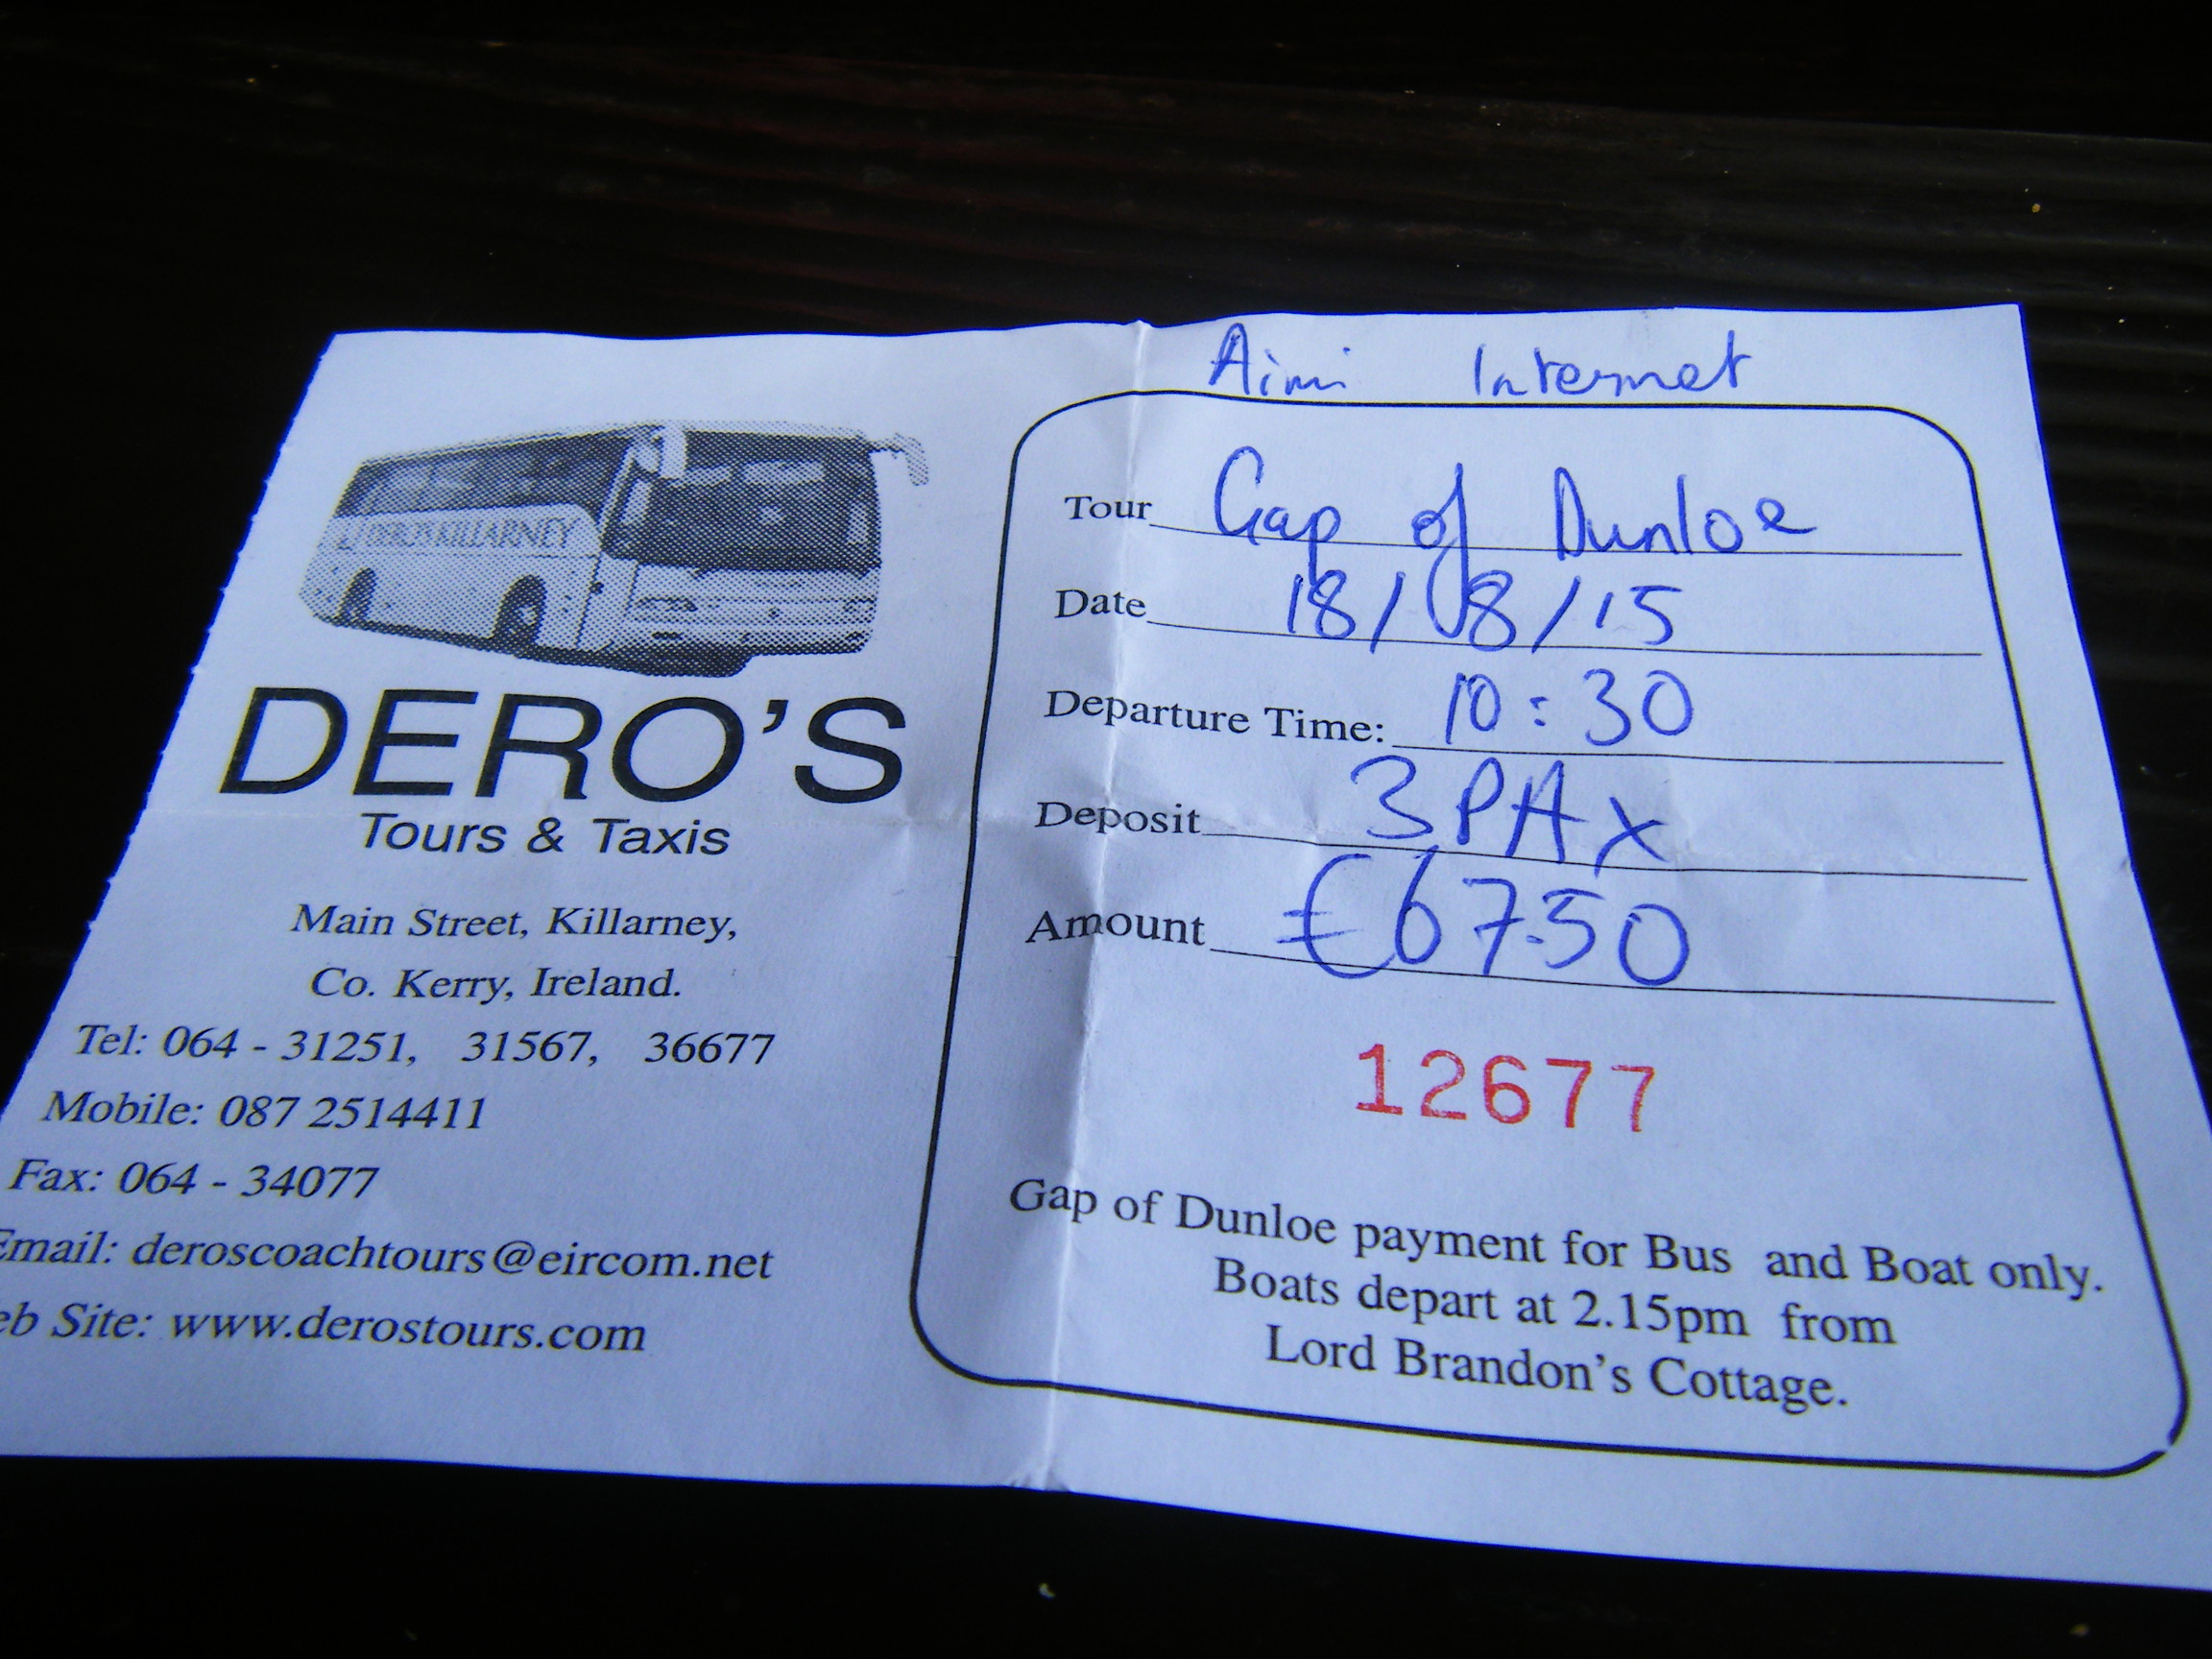 DERO'S KILLARNEY
DERO'S
Tours & Taxis
Main Street, Killarney,
Co. Kerry, Ireland.
Tel: 064 - 31251, 31567, 36677
Mobile: 087 2514411
Fax: 064 - 34077
Email: deroscoachtours@eircom.net
eb Site: www.derostours.com
Aimi Internet
Tour Gap of Dunloe
Date 18/8/15
Departure Time: 10:30
Deposit 3 PAX
Amount €67.50
12677
Gap of Dunloe payment for Bus and Boat only.
Boats depart at 2.15pm from
Lord Brandon's Cottage.